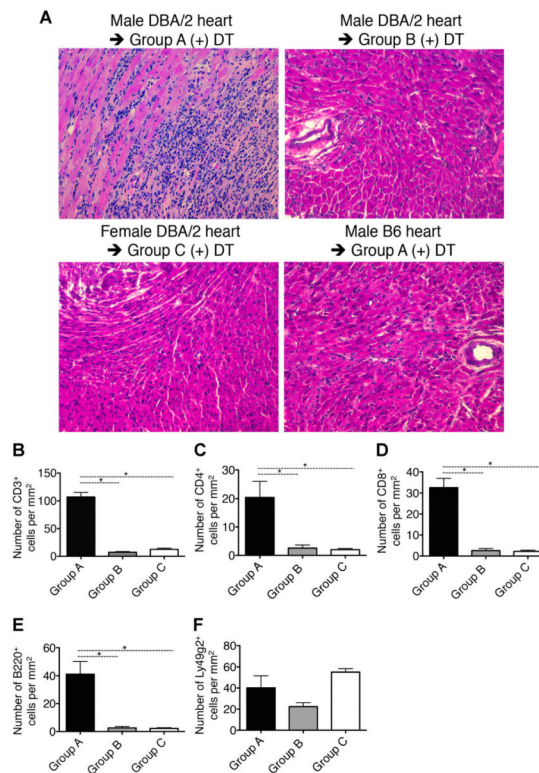 A
Male DBA/2 heart
➔ Group A (+) DT
Male DBA/2 heart
➔ Group B (+) DT
Female DBA/2 heart
➔ Group C (+) DT
Male B6 heart
➔ Group A (+) DT
B
Number of CD3⁺
cells per mm²
150
100
50
0
*
*
Group A
Group B
Group C
C
Number of CD4⁺
cells per mm²
30
20
10
0
*
*
Group A
Group B
Group C
D
Number of CD8⁺
cells per mm²
40
30
20
10
0
*
*
Group A
Group B
Group C
E
Number of B220⁺
cells per mm²
60
40
20
0
*
*
Group A
Group B
Group C
F
Number of Ly49g2⁺
cells per mm²
80
60
40
20
0
Group A
Group B
Group C